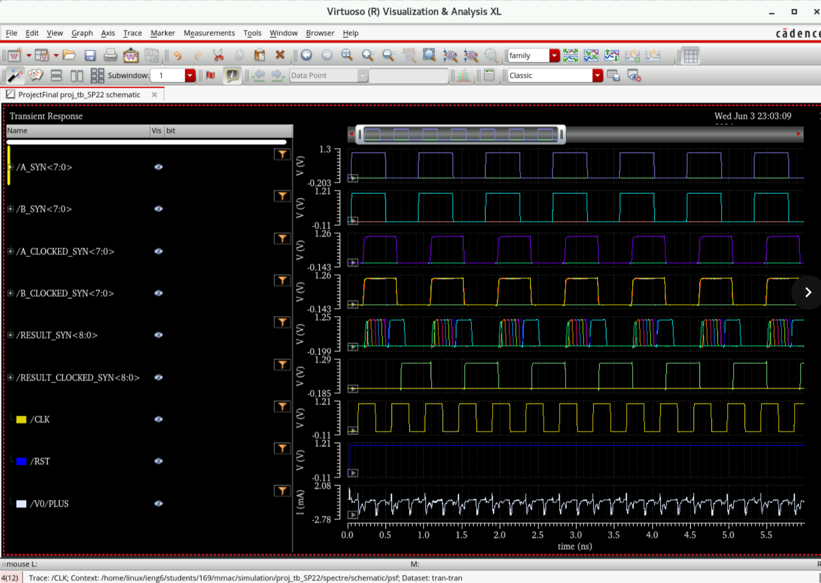 Virtuoso (R) Visualization & Analysis XL
File Edit View Graph Axis Trace Marker Measurements Tools Window Browser Help
cādence
family
Subwindow: 1
Data Point
Classic
ProjectFinal proj_tb_SP22 schematic
Transient Response
Wed Jun 3 23:03:09
Name Vis bit
/A_SYN<7:0>
V (V)
1.3
-0.203
/B_SYN<7:0>
V (V)
1.21
-0.11
/A_CLOCKED_SYN<7:0>
V (V)
1.26
-0.143
/B_CLOCKED_SYN<7:0>
V (V)
1.26
-0.143
/RESULT_SYN<8:0>
V (V)
1.25
-0.199
/RESULT_CLOCKED_SYN<8:0>
V (V)
1.29
-0.185
/CLK
V (V)
1.21
-0.11
/RST
V (V)
1.21
-0.11
/V0/PLUS
I (mA)
2.08
-2.78
0.0 0.5 1.0 1.5 2.0 2.5 3.0 3.5 4.0 4.5 5.0 5.5
time (ns)
mouse L: M: R
4(12) Trace: /CLK; Context: /home/linux/ieng6/students/169/mmac/simulation/proj_tb_SP22/spectre/schematic/psf; Dataset: tran-tran